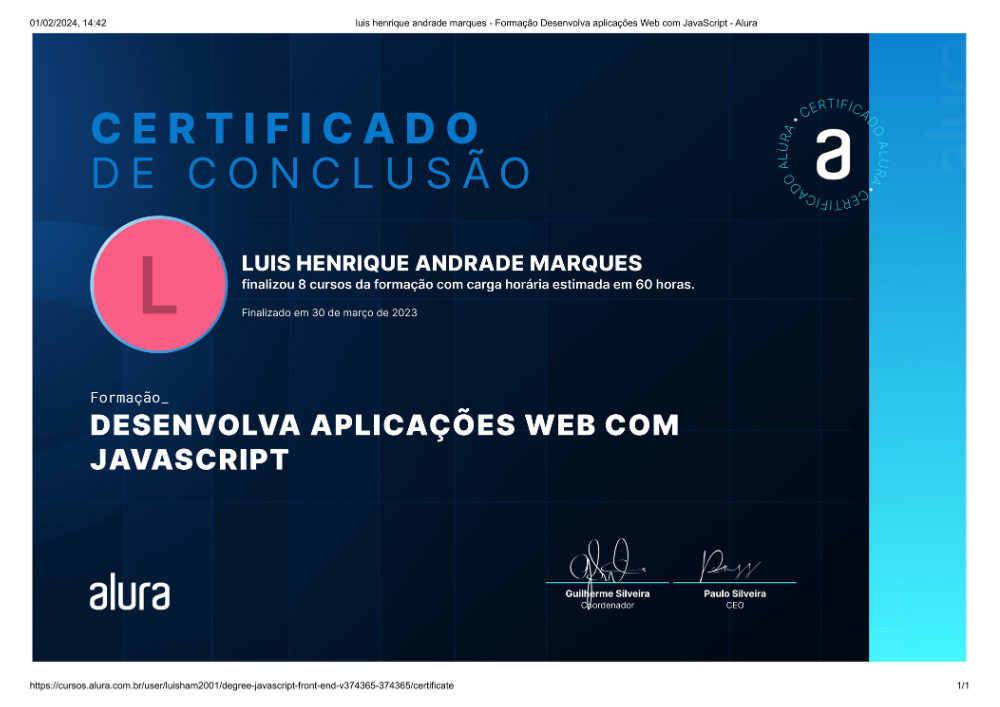 01/02/2024, 14:42
luis henrique andrade marques - Formação Desenvolva aplicações Web com JavaScript - Alura
CERTIFICADO
DE CONCLUSÃO
CERTIFICADO ALURA • CERTIFICADO ALURA •
a
L
LUIS HENRIQUE ANDRADE MARQUES
finalizou 8 cursos da formação com carga horária estimada em 60 horas.
Finalizado em 30 de março de 2023
Formação_
DESENVOLVA APLICAÇÕES WEB COM
JAVASCRIPT
alura
Guilherme Silveira
Coordenador
Paulo Silveira
CEO
https://cursos.alura.com.br/user/luisham2001/degree-javascript-front-end-v374365-374365/certificate
1/1